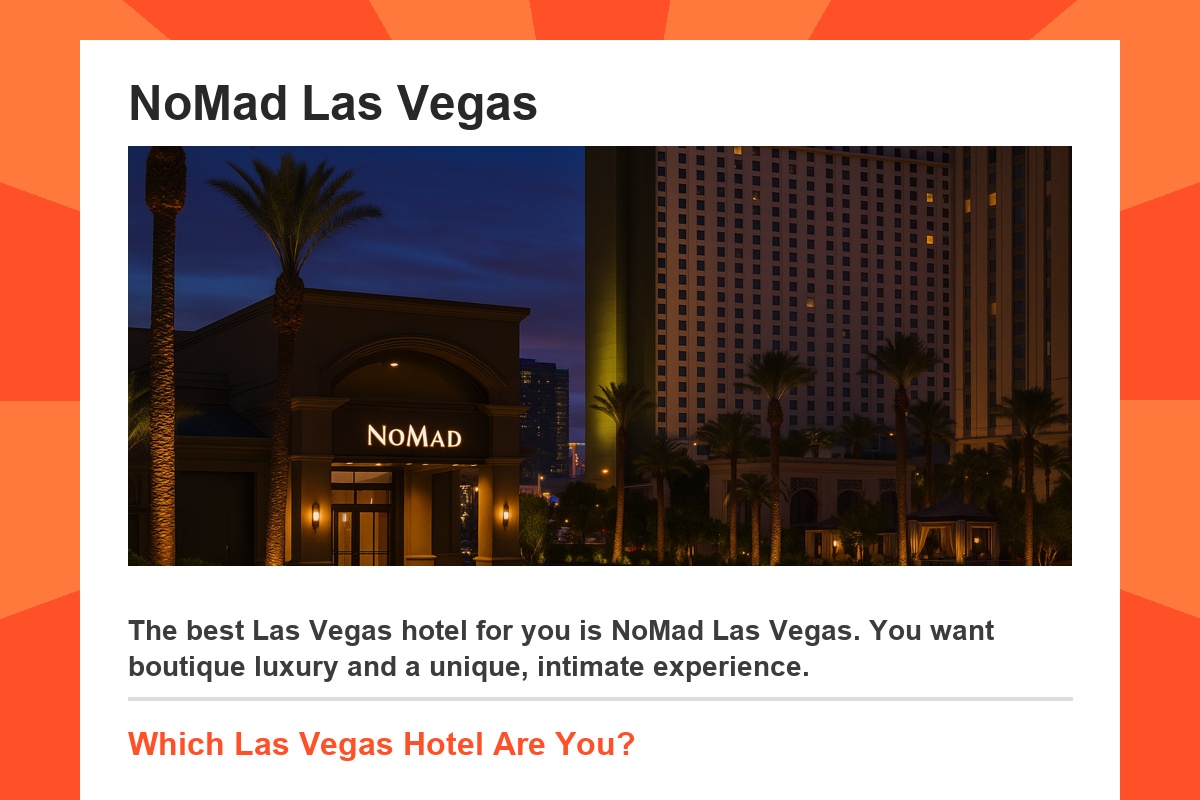 NoMad Las Vegas
NoMad
The best Las Vegas hotel for you is NoMad Las Vegas. You want
boutique luxury and a unique, intimate experience.
Which Las Vegas Hotel Are You?